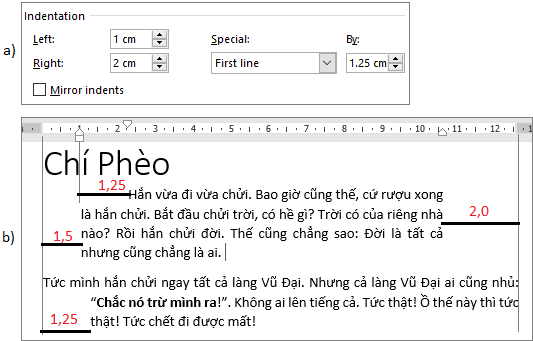 Indentation
a)
Left: 1 cm Special: By:
Right: 2 cm First line 1.25 cm
Mirror indents
1 1 2 3 4 5 6 7 8 9 10 11 12 1
Chí Phèo
1,25
Hắn vừa đi vừa chửi. Bao giờ cũng thế, cứ rượu xong
là hắn chửi. Bắt đầu chửi trời, có hề gì? Trời có của riêng nhà
2,0
b)
1,5
nào? Rồi hắn chửi đời. Thế cũng chẳng sao: Đời là tất cả
nhưng cũng chẳng là ai.
Tức mình hắn chửi ngay tất cả làng Vũ Đại. Nhưng cả làng Vũ Đại ai cũng nhủ:
“Chắc nó trừ mình ra!”. Không ai lên tiếng cả. Tức thật! Ồ thế này thì tức
1,25
thật! Tức chết đi được mất!